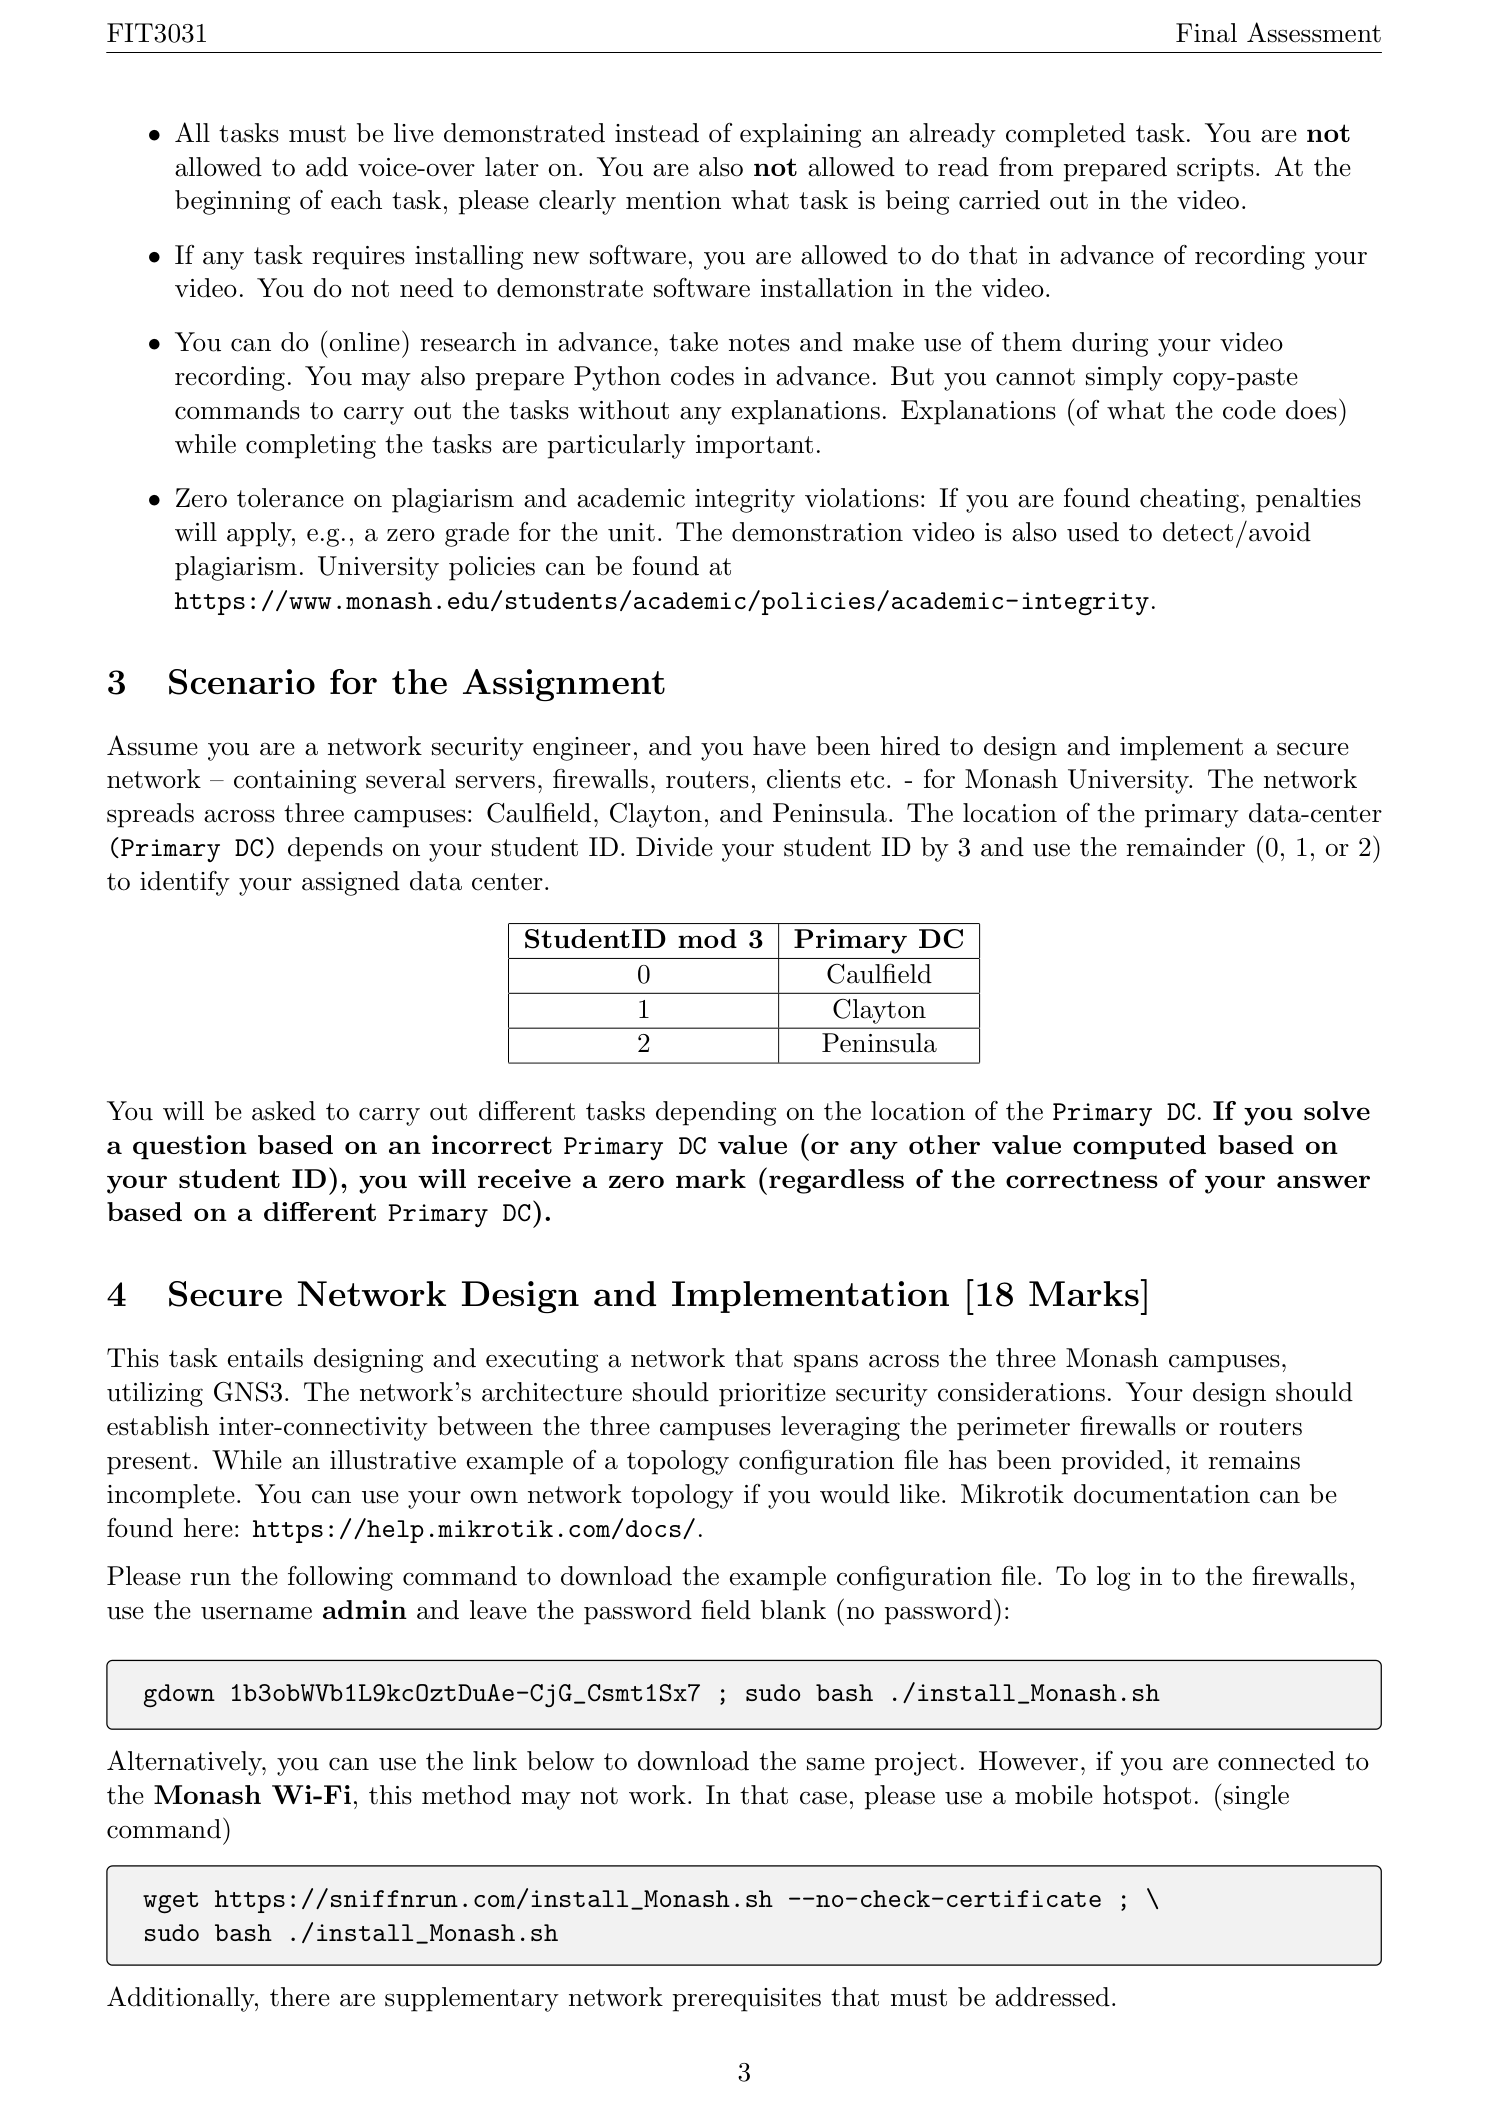 FIT3031 Final Assessment
• All tasks must be live demonstrated instead of explaining an already completed task. You are not
allowed to add voice-over later on. You are also not allowed to read from prepared scripts. At the
beginning of each task, please clearly mention what task is being carried out in the video.
• If any task requires installing new software, you are allowed to do that in advance of recording your
video. You do not need to demonstrate software installation in the video.
• You can do (online) research in advance, take notes and make use of them during your video
recording. You may also prepare Python codes in advance. But you cannot simply copy-paste
commands to carry out the tasks without any explanations. Explanations (of what the code does)
while completing the tasks are particularly important.
• Zero tolerance on plagiarism and academic integrity violations: If you are found cheating, penalties
will apply, e.g., a zero grade for the unit. The demonstration video is also used to detect/avoid
plagiarism. University policies can be found at
https://www.monash.edu/students/academic/policies/academic-integrity.
3 Scenario for the Assignment
Assume you are a network security engineer, and you have been hired to design and implement a secure
network – containing several servers, firewalls, routers, clients etc. - for Monash University. The network
spreads across three campuses: Caulfield, Clayton, and Peninsula. The location of the primary data-center
(Primary DC) depends on your student ID. Divide your student ID by 3 and use the remainder (0, 1, or 2)
to identify your assigned data center.
StudentID mod 3 Primary DC
0 Caulfield
1 Clayton
2 Peninsula
You will be asked to carry out different tasks depending on the location of the Primary DC. If you solve
a question based on an incorrect Primary DC value (or any other value computed based on
your student ID), you will receive a zero mark (regardless of the correctness of your answer
based on a different Primary DC).
4 Secure Network Design and Implementation [18 Marks]
This task entails designing and executing a network that spans across the three Monash campuses,
utilizing GNS3. The network's architecture should prioritize security considerations. Your design should
establish inter-connectivity between the three campuses leveraging the perimeter firewalls or routers
present. While an illustrative example of a topology configuration file has been provided, it remains
incomplete. You can use your own network topology if you would like. Mikrotik documentation can be
found here: https://help.mikrotik.com/docs/.
Please run the following command to download the example configuration file. To log in to the firewalls,
use the username admin and leave the password field blank (no password):
gdown 1b3obWVb1L9kcOztDuAe-CjG_Csmt1Sx7 ; sudo bash ./install_Monash.sh
Alternatively, you can use the link below to download the same project. However, if you are connected to
the Monash Wi-Fi, this method may not work. In that case, please use a mobile hotspot. (single
command)
wget https://sniffnrun.com/install_Monash.sh --no-check-certificate ; \
sudo bash ./install_Monash.sh
Additionally, there are supplementary network prerequisites that must be addressed.
3